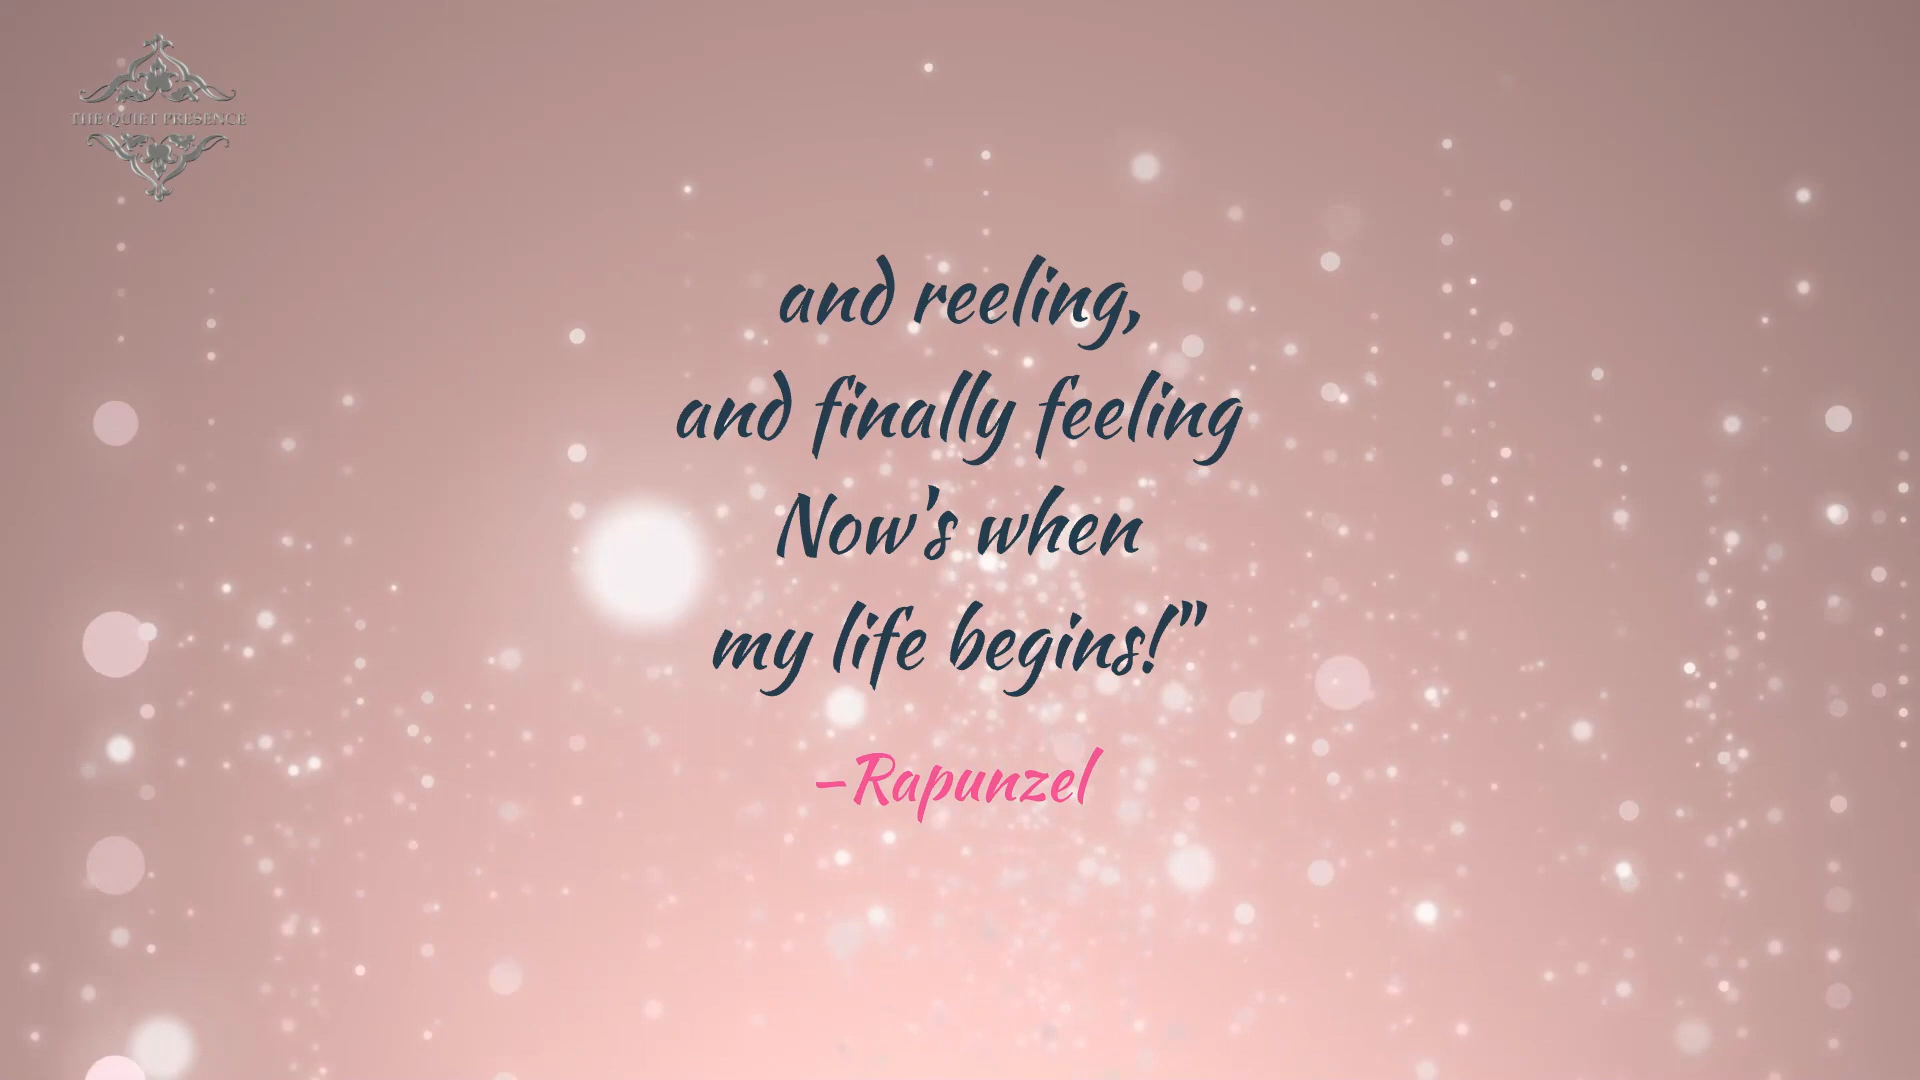 THE QUIET PRESENCE
and reeling,
and finally feeling
Now's when
my life begins!"
–Rapunzel